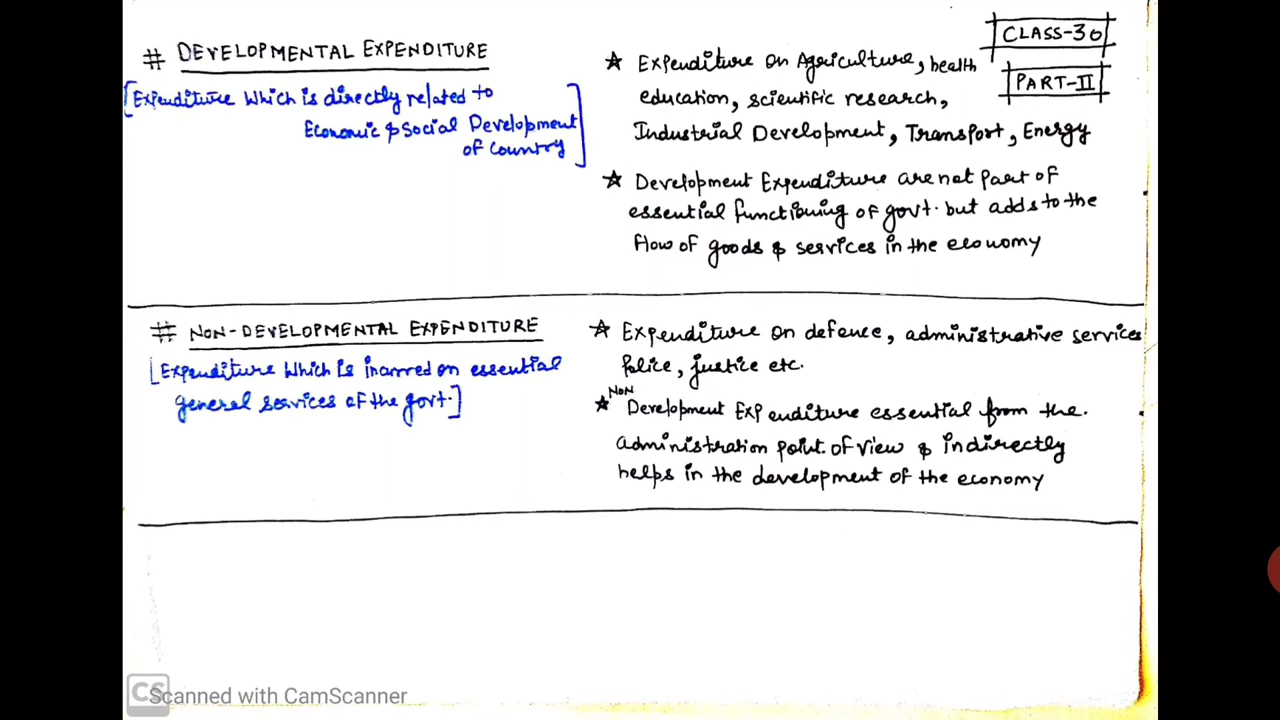 # DEVELOPMENTAL EXPENDITURE
[Expenditure which is directly related to
Economic & Social Development
of Country]
CLASS-30
PART-II
★ Expenditure on Agriculture, health
education, scientific research,
Industrial Development, Transport, Energy
★ Development Expenditure are not part of
essential functioning of govt. but adds to the
flow of goods & services in the economy
# NON-DEVELOPMENTAL EXPENDITURE
[Expenditure which is incurred on essential
general services of the govt.]
★ Expenditure on defence, administrative services
Police, justice etc.
★ NON Development Expenditure essential from the
administration point of view & indirectly
helps in the development of the economy
CS Scanned with CamScanner